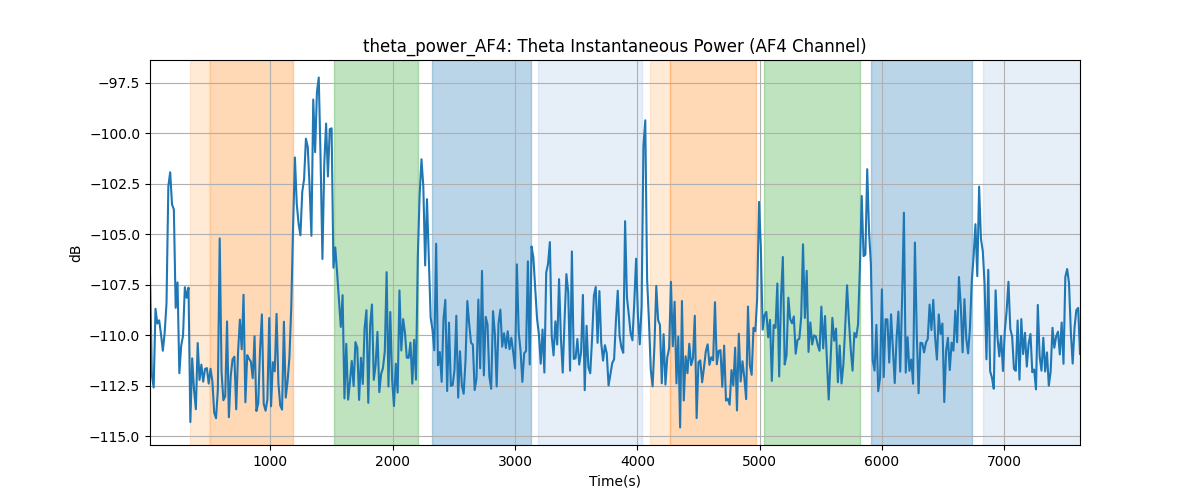 theta_power_AF4: Theta Instantaneous Power (AF4 Channel)
dB
−97.5
−100.0
−102.5
−105.0
−107.5
−110.0
−112.5
−115.0
1000 2000 3000 4000 5000 6000 7000
Time(s)